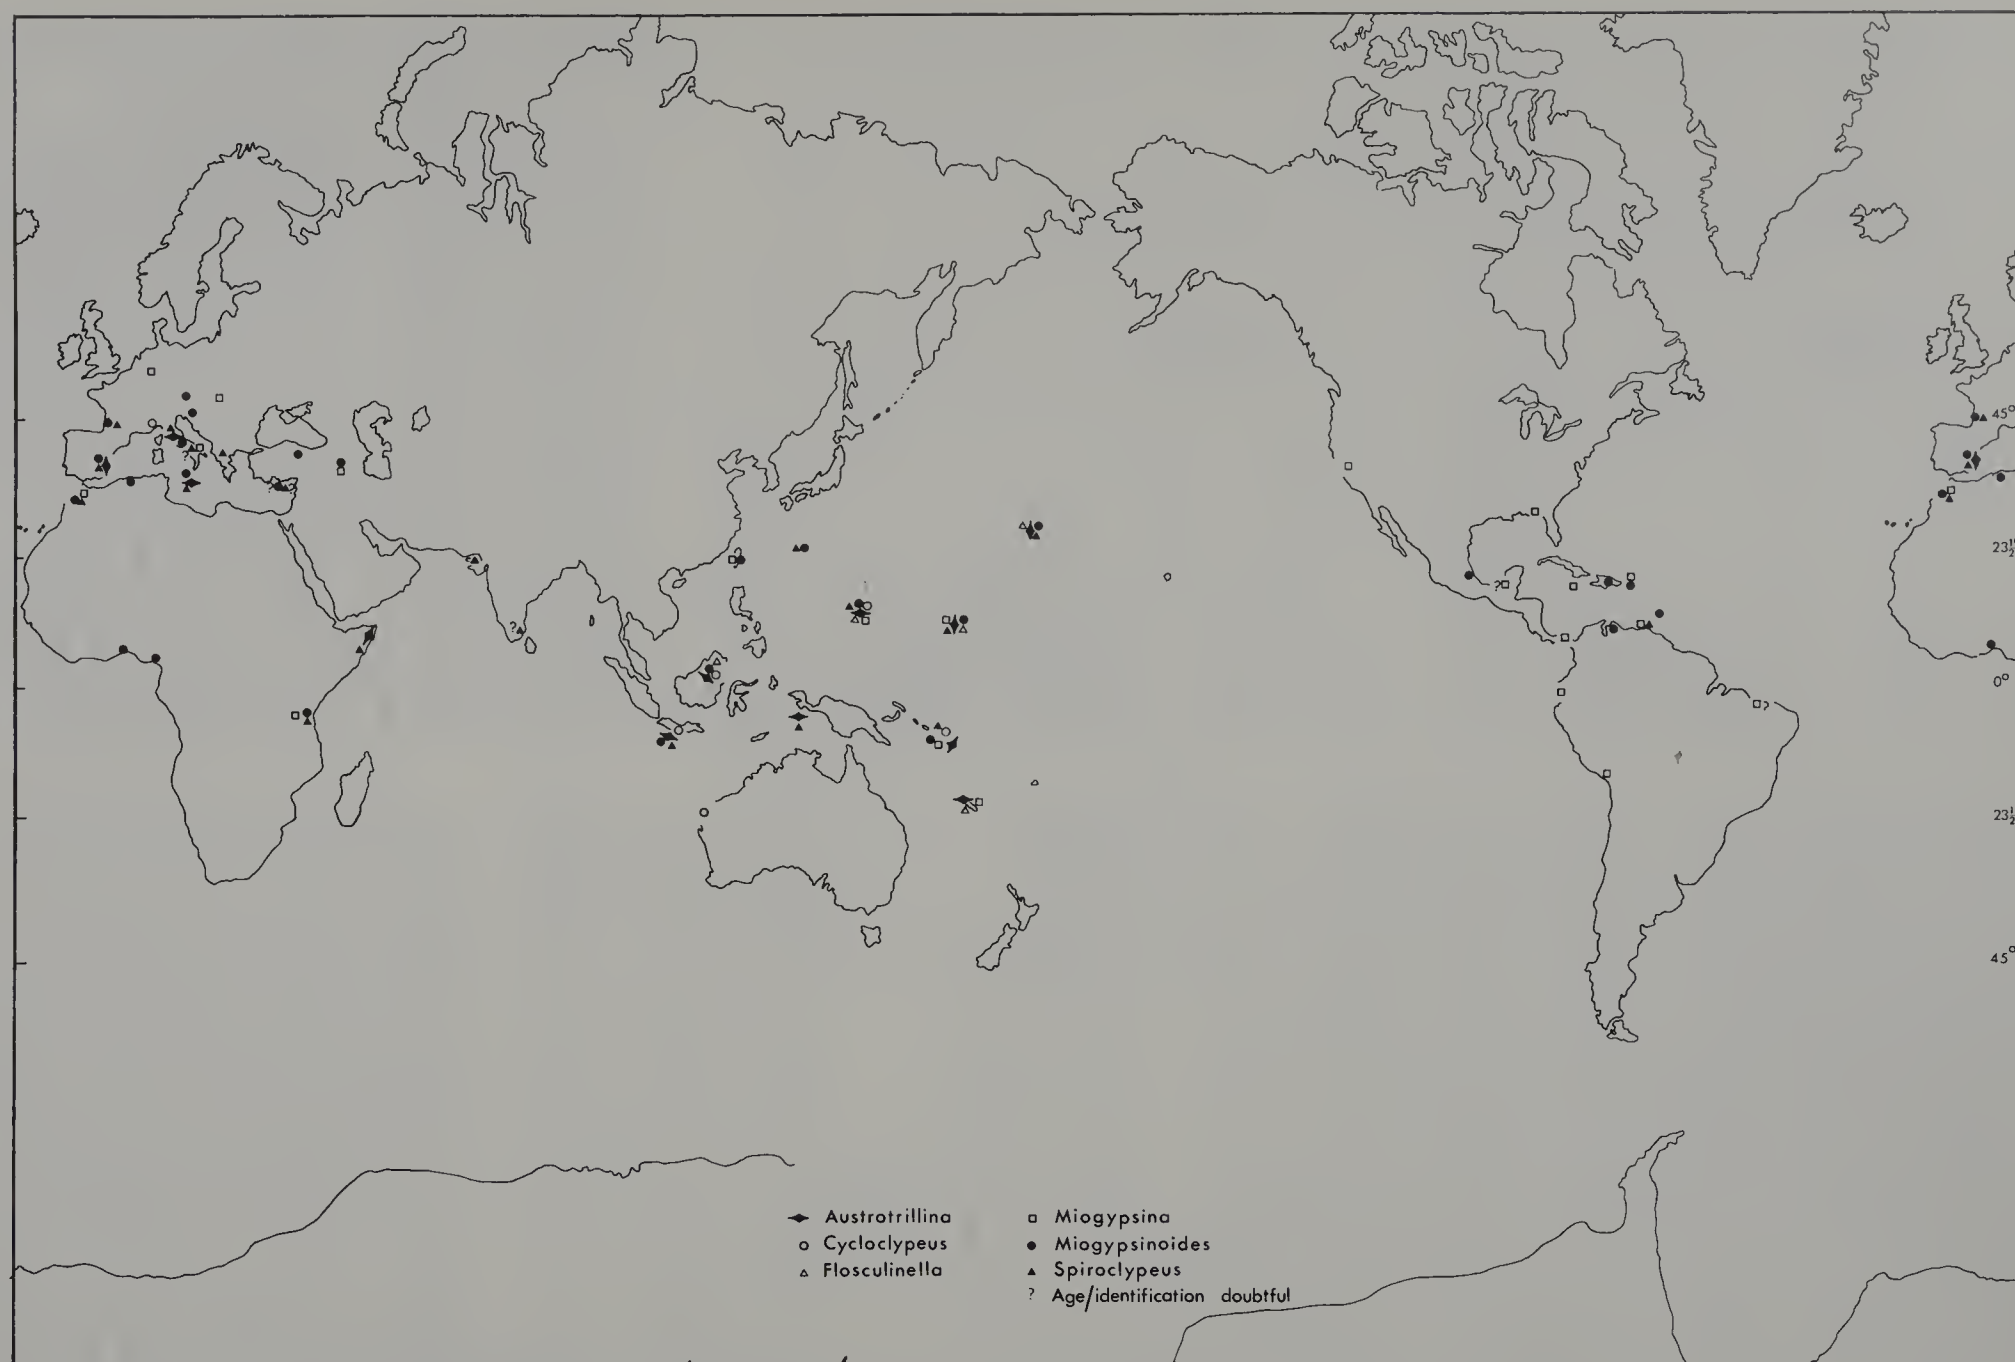 45°
23½
0°
23½
45°
?
?
?
?
?
Austrotrillina
Cycloclypeus
Flosculinella
Miogypsina
Miogypsinoides
Spiroclypeus
? Age/identification doubtful